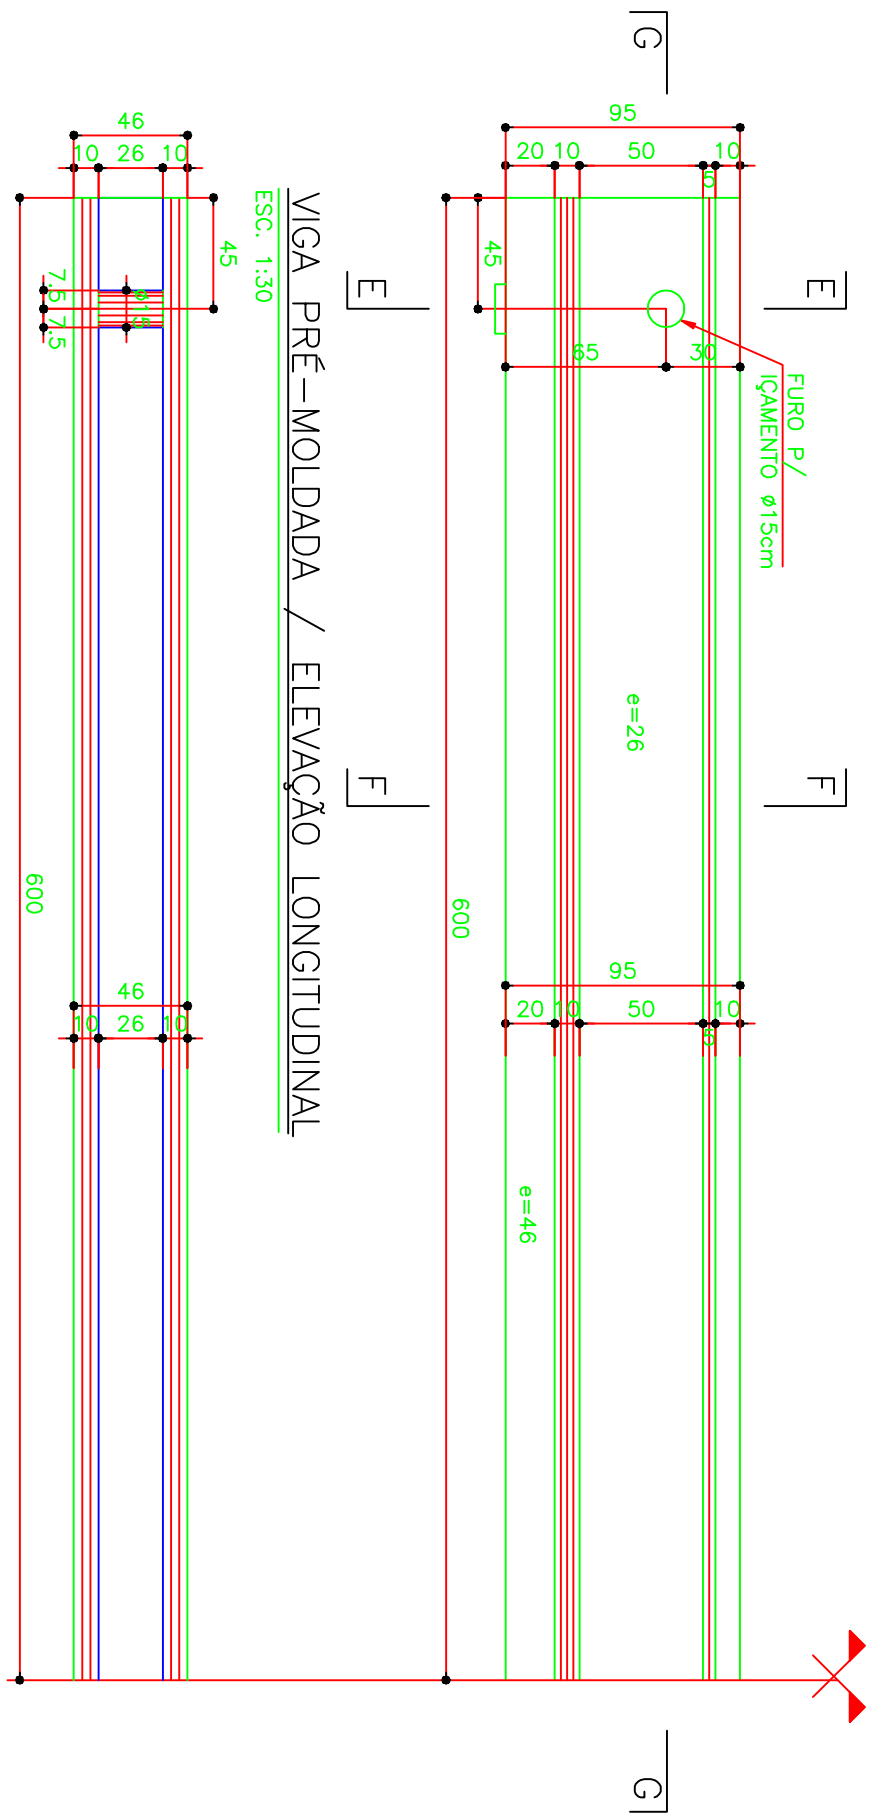 G
95
20 10 50 5 10
E E
45
65 30
FURO P/
IÇAMENTO ø15cm
e=26
F F
600
95
20 10 50 5 10
e=46
G
VIGA PRÉ-MOLDADA / ELEVAÇÃO LONGITUDINAL
ESC. 1:30
46
10 26 10
45
7.5 7.5
ø15
600
46
10 26 10